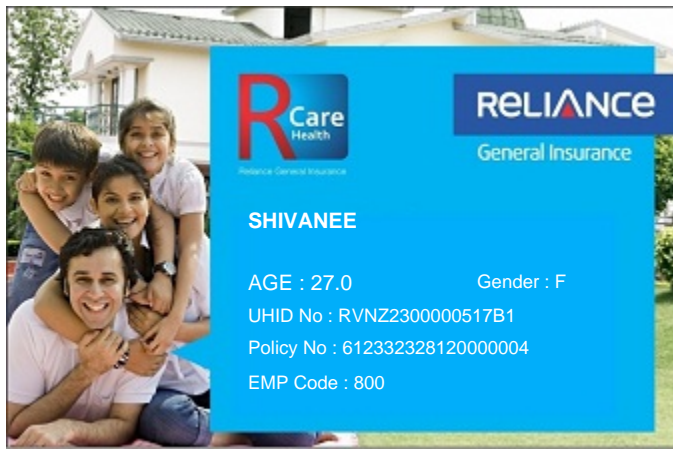 R Care
Health
Reliance General Insurance
RELIANCE
General Insurance
SHIVANEE
AGE : 27.0 Gender : F
UHID No : RVNZ2300000517B1
Policy No : 612332328120000004
EMP Code : 800